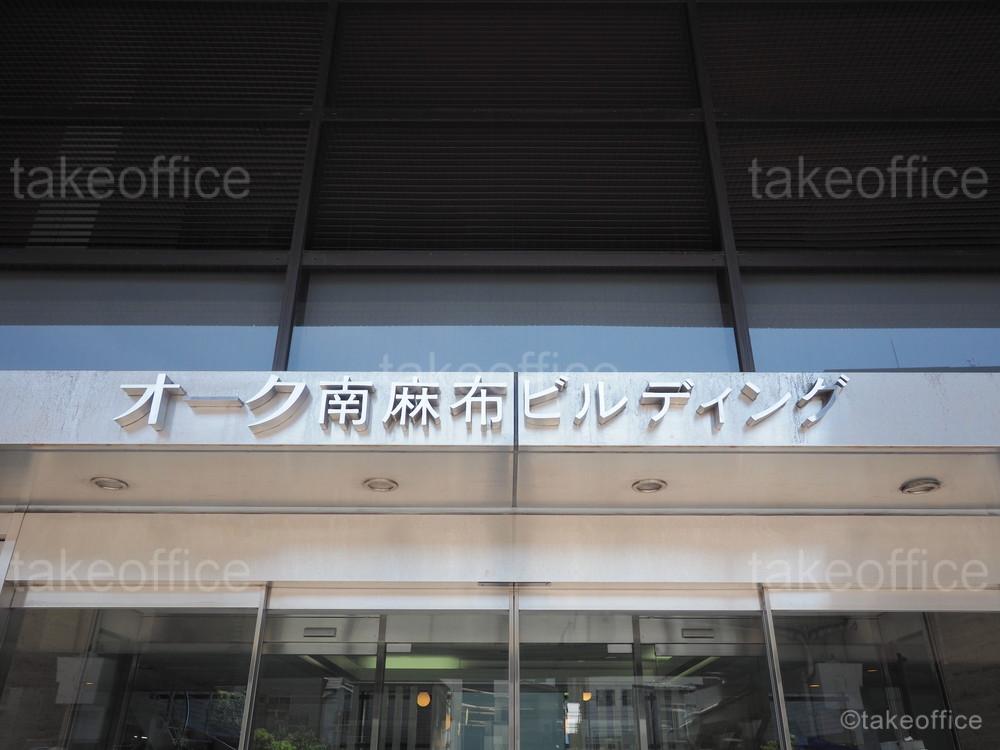 takeoffice takeoffice
takeoffice
オーク南麻布ビルディング
takeoffice takeoffice
©takeoffice